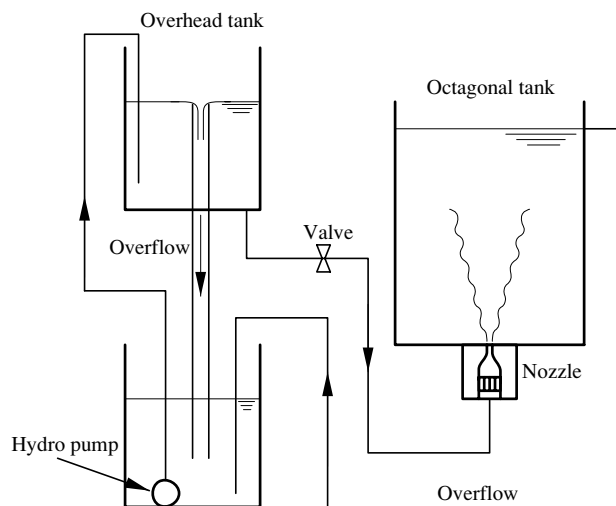 Overhead tank
Octagonal tank
Valve
Overflow
Nozzle
Hydro pump
Overflow